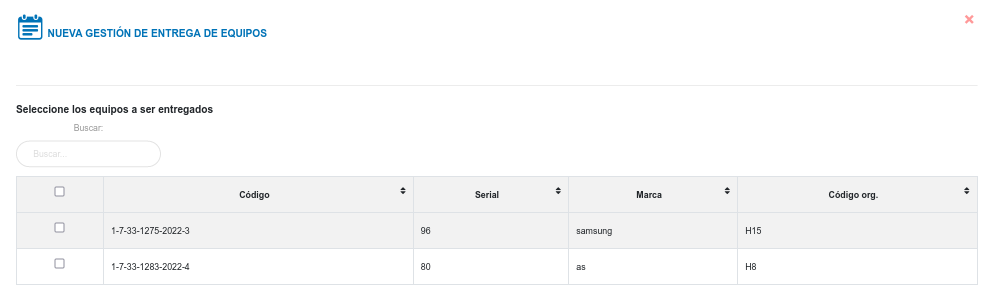 NUEVA GESTIÓN DE ENTREGA DE EQUIPOS
Seleccione los equipos a ser entregados
Buscar:
Buscar...
Código Serial Marca Código org.
1-7-33-1275-2022-3 96 samsung H15
1-7-33-1283-2022-4 80 as H8